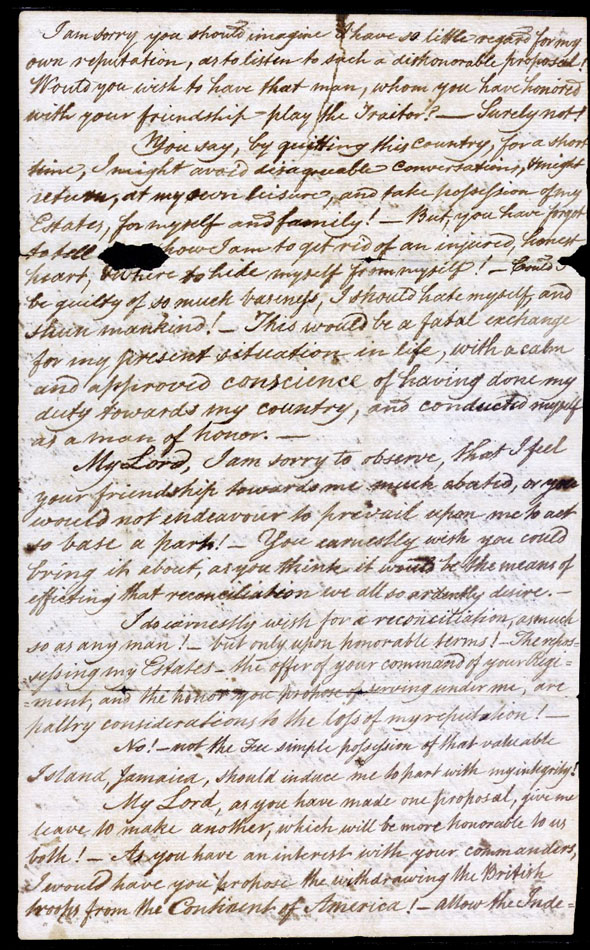 I am sorry you should imagine I have so little regard for my
own reputation, as to listen to such a dishonorable proposal!
Would you wish to have that man, whom you have honored
with your friendship - play the Traitor? — Surely not!
You say, by quitting this country, for a short
time, I might avoid disagreeable conversations, & might
return, at my own leisure, and take possession of my
Estates, for myself and family! — But, you have forgot
to tell how I am to get rid of an injured, honest
heart, & where to hide myself from myself! — Could I
be guilty of so much baseness, I should hate myself, and
shun mankind! — This would be a fatal exchange
for my present situation in life, with a calm
and approved conscience of having done my
duty towards my country, and conducted myself
as a man of honor. —
My Lord, I am sorry to observe, that I feel
your friendship towards me much abated, or you
would not endeavour to prevail upon me to act
so base a part! — You earnestly wish you could
bring it about, as you think it would be the means of
effecting that reconciliation we all so ardently desire. —
I do earnestly wish for a reconciliation, as much
so as any man! — but only upon honorable terms! — The repos-
sessing my Estates - the offer of your command of your Regi=
=ment, and the honor you propose of serving under me, are
paltry considerations to the loss of my reputation! —
No! — not the Fee simple possession of that valuable
Island, Jamaica, should induce me to part with my integrity!
My Lord, as you have made one proposal, give me
leave to make another, which will be more honorable to us
both! — As you have an interest with your commanders,
I would have you propose the withdrawing the British
troops from the Continent of America! — allow the Inde=